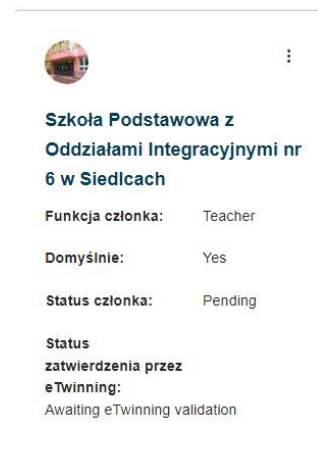 Szkoła Podstawowa z
Oddziałami Integracyjnymi nr
6 w Siedlcach
Funkcja członka: Teacher
Domyślnie: Yes
Status członka: Pending
Status
zatwierdzenia przez
eTwinning:
Awaiting eTwinning validation